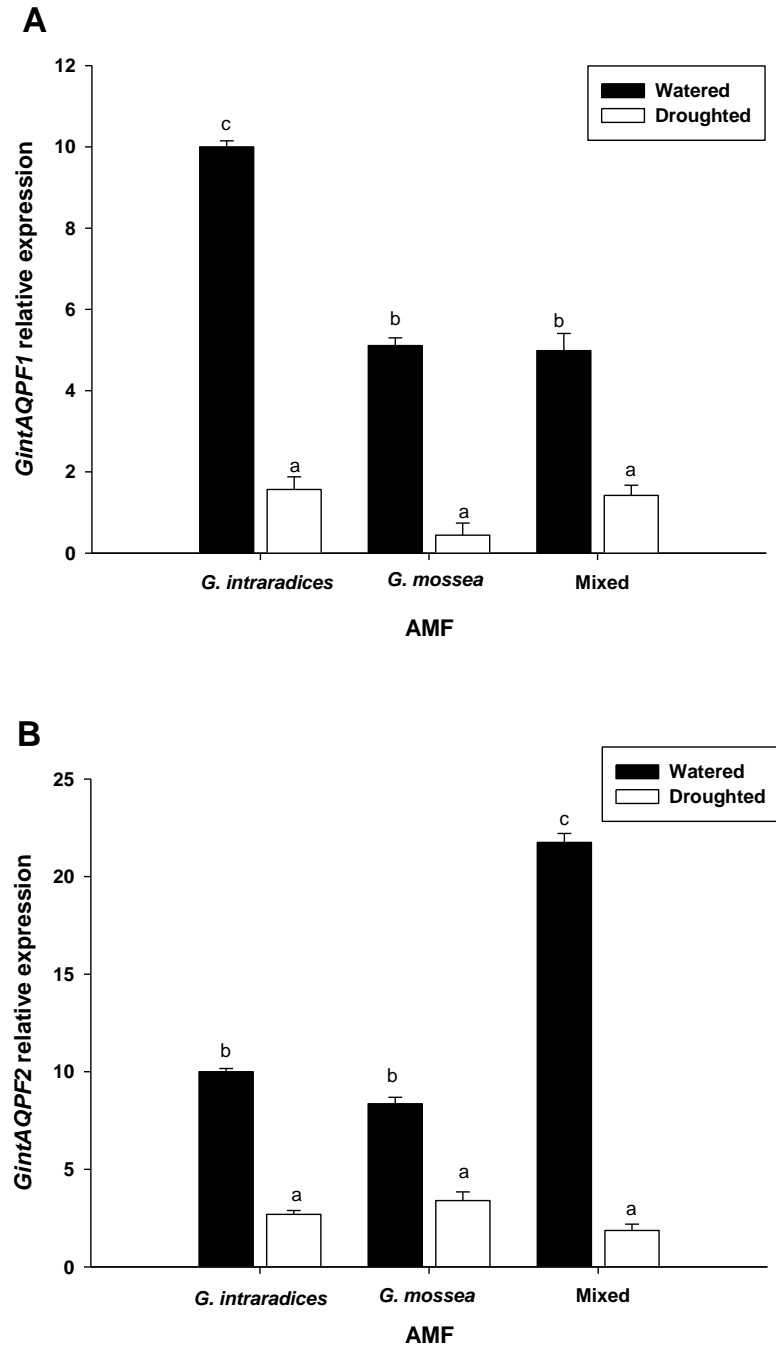 A
GintAQPF1 relative expression
12
10
8
6
4
2
0
Watered
Droughted
c
a
b
a
b
a
G. intraradices
G. mossea
Mixed
AMF
B
GintAQPF2 relative expression
25
20
15
10
5
0
Watered
Droughted
b
a
b
a
c
a
G. intraradices
G. mossea
Mixed
AMF